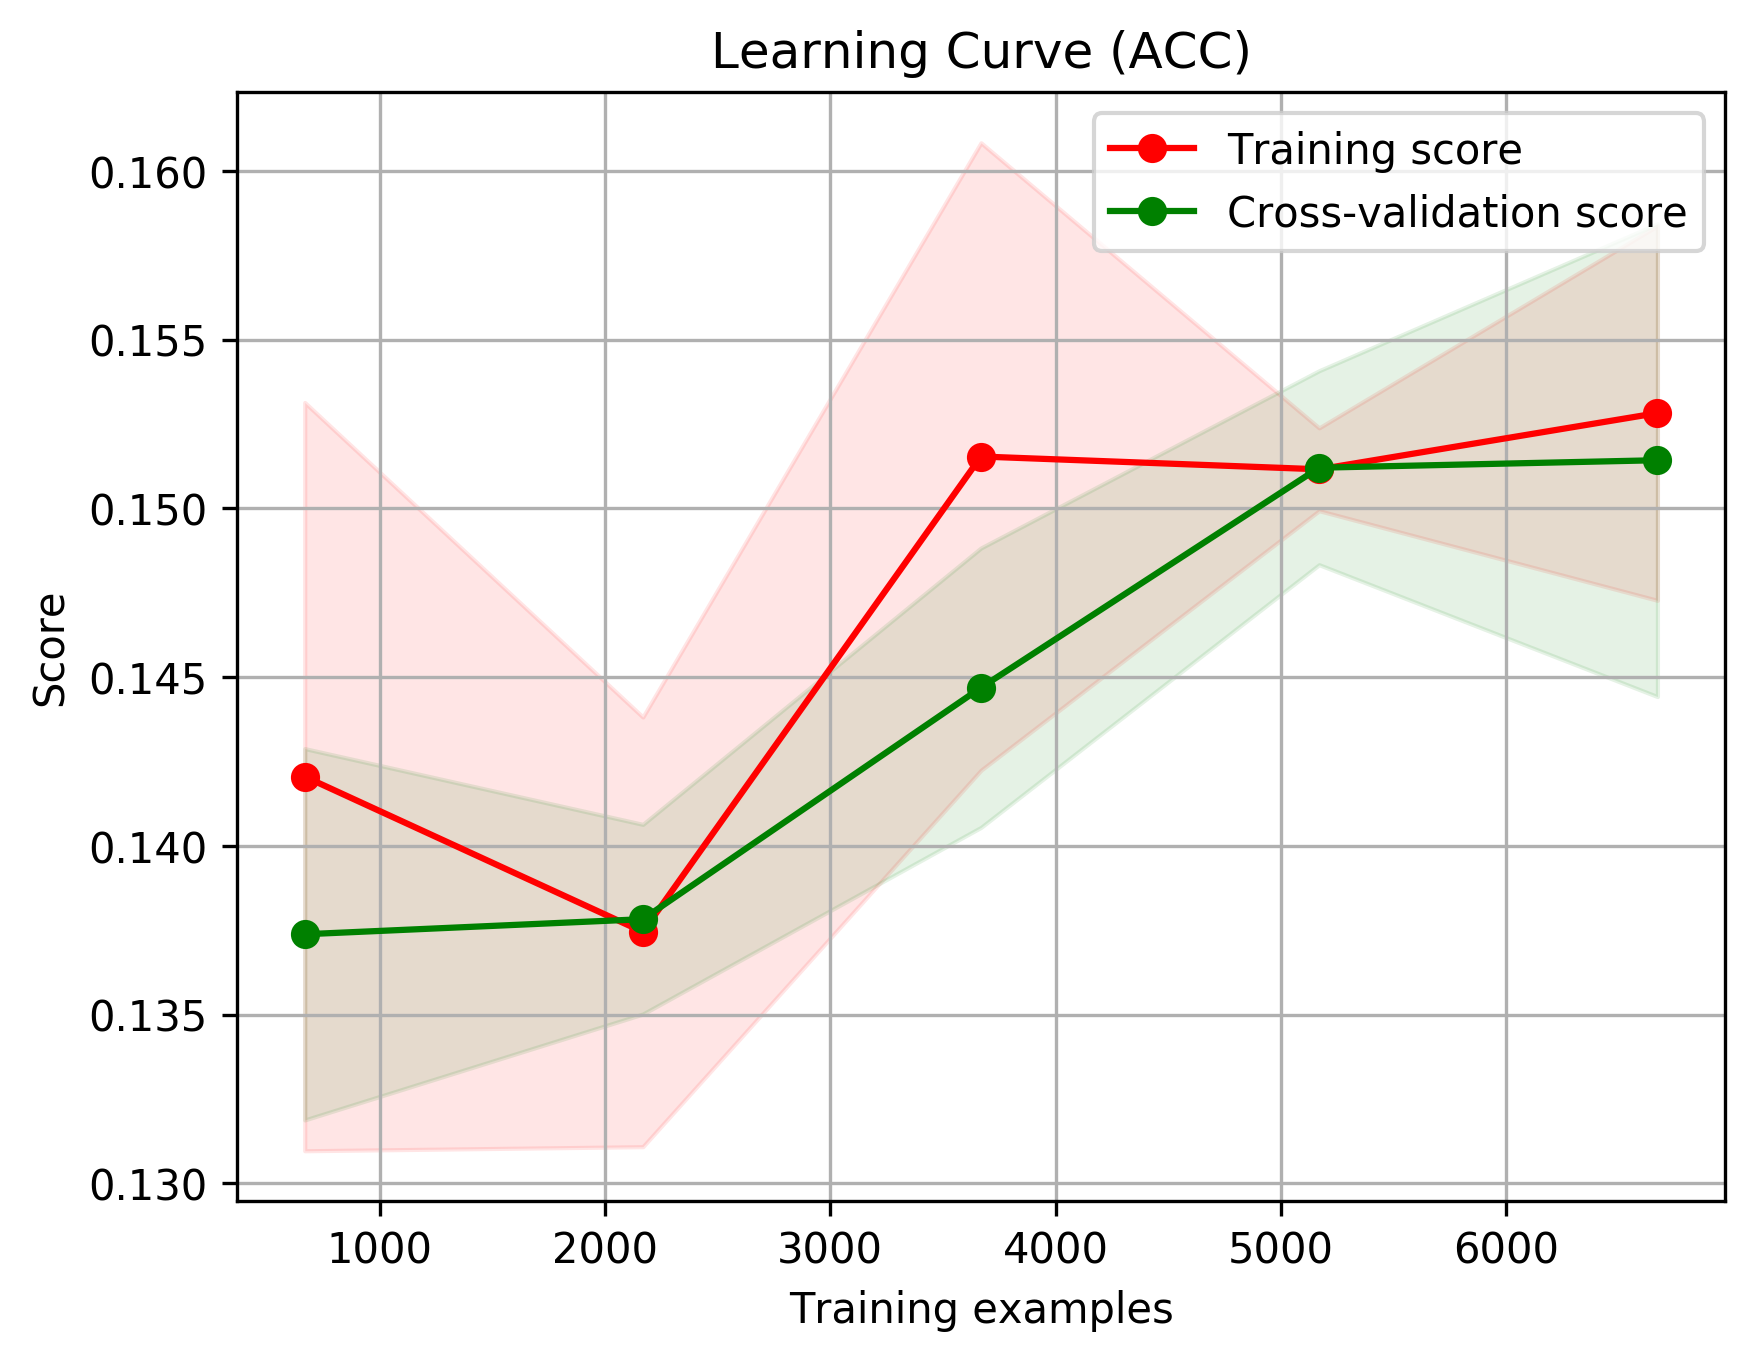 Learning Curve (ACC)
Training score
Cross-validation score
0.160
0.155
0.150
0.145
0.140
0.135
0.130
Score
1000 2000 3000 4000 5000 6000
Training examples